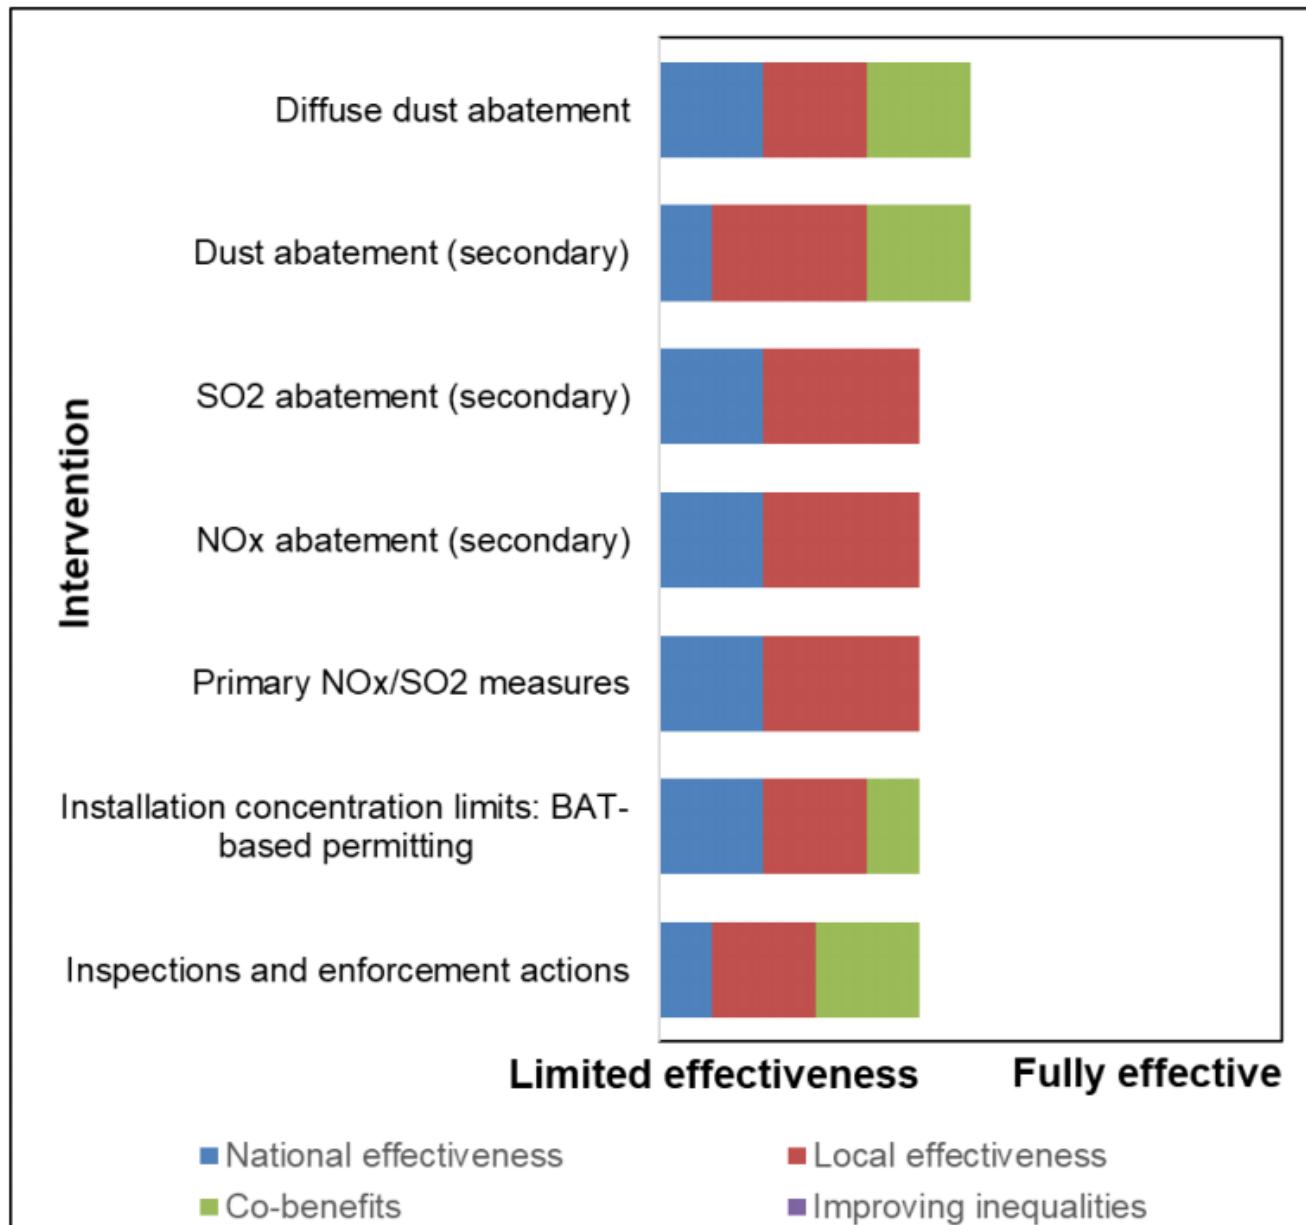 Diffuse dust abatement
Dust abatement (secondary)
SO2 abatement (secondary)
NOx abatement (secondary)
Primary NOx/SO2 measures
Installation concentration limits: BAT-
based permitting
Inspections and enforcement actions
Intervention
Limited effectiveness
Fully effective
National effectiveness
Local effectiveness
Co-benefits
Improving inequalities